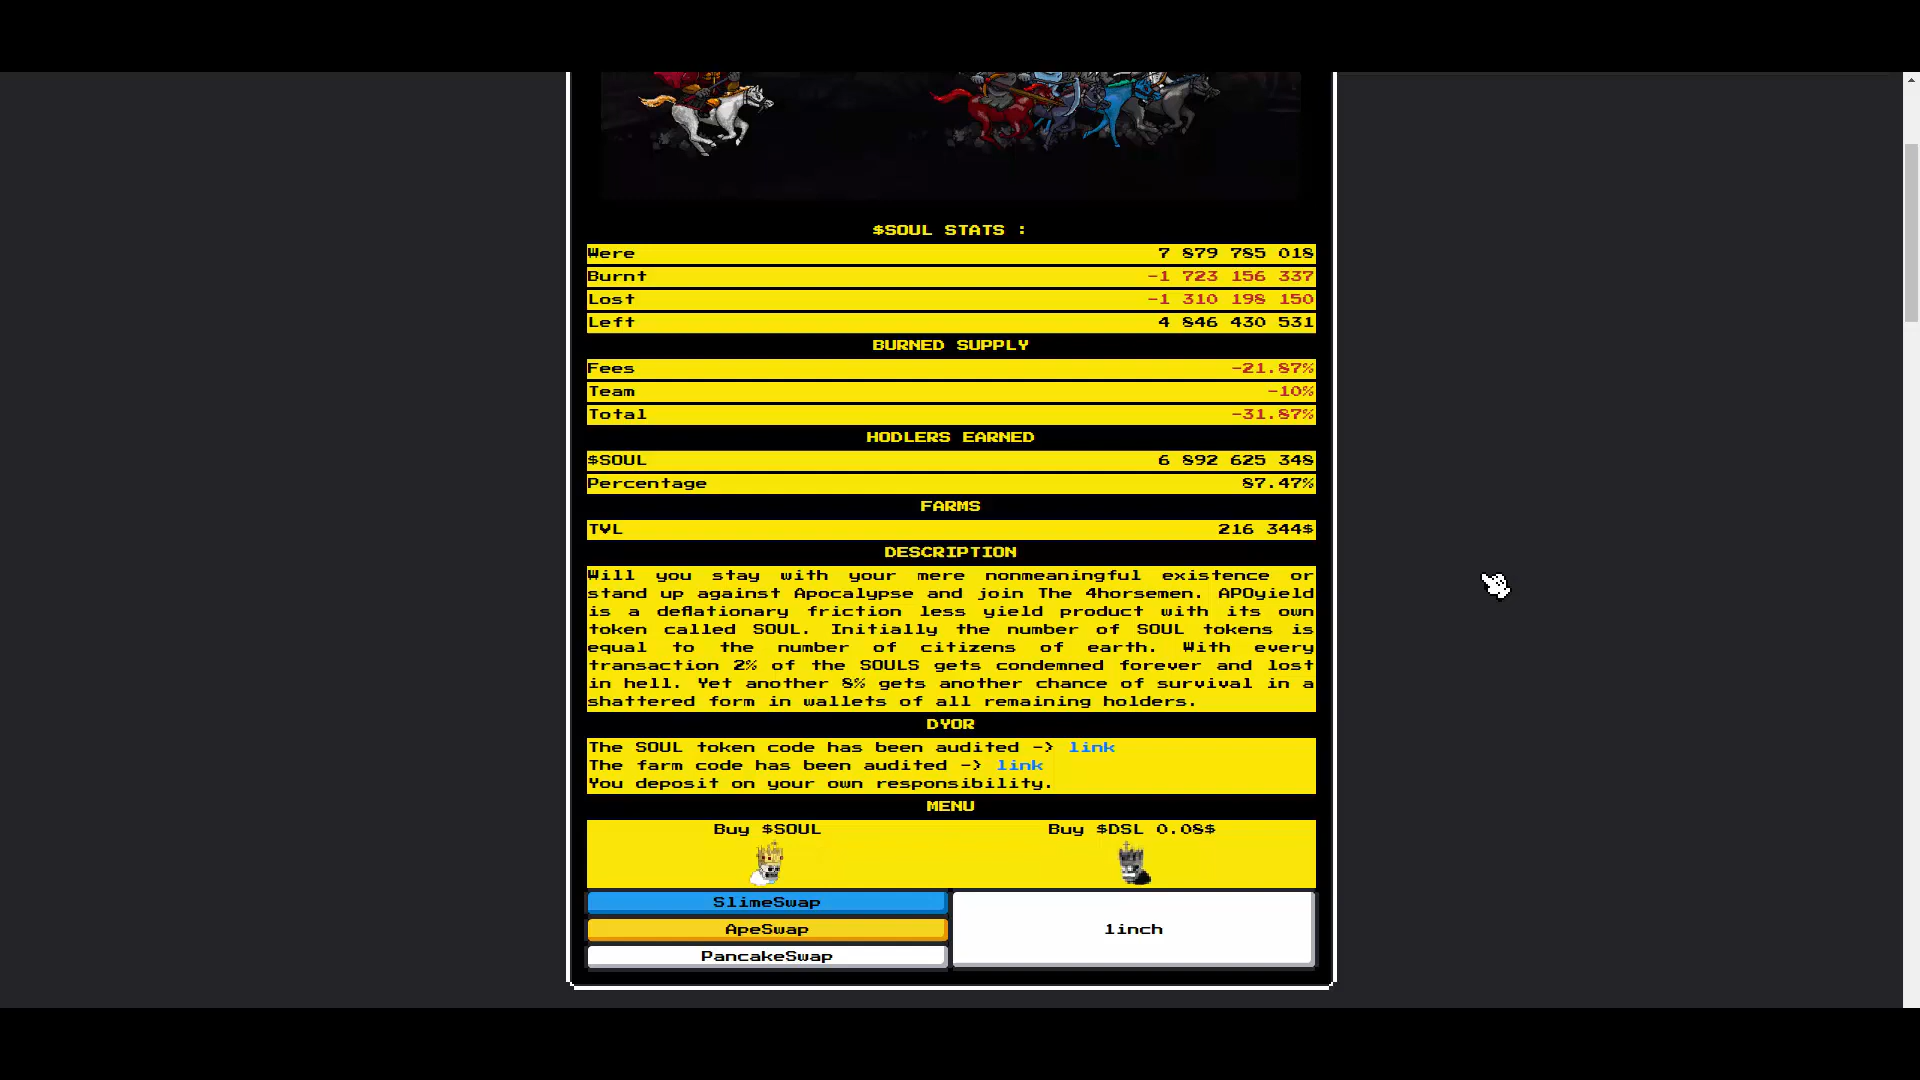 $SOUL STATS :
Were 7 879 785 018
Burnt -1 723 156 337
Lost -1 310 198 150
Left 4 846 430 531
BURNED SUPPLY
Fees -21.87%
Team -10%
Total -31.87%
HODLERS EARNED
$SOUL 6 892 625 348
Percentage 87.47%
FARMS
TVL 216 344$
DESCRIPTION
Will you stay with your mere nonmeaningful existence or
stand up against Apocalypse and join The 4horsemen. APOyield
is a deflationary friction less yield product with its own
token called SOUL. Initially the number of SOUL tokens is
equal to the number of citizens of earth. With every
transaction 2% of the SOULS gets condemned forever and lost
in hell. Yet another 8% gets another chance of survival in a
shattered form in wallets of all remaining holders.
DYOR
The SOUL token code has been audited -> link
The farm code has been audited -> link
You deposit on your own responsibility.
MENU
Buy $SOUL
Buy $DSL 0.08$
SlimeSwap
ApeSwap
1inch
PancakeSwap